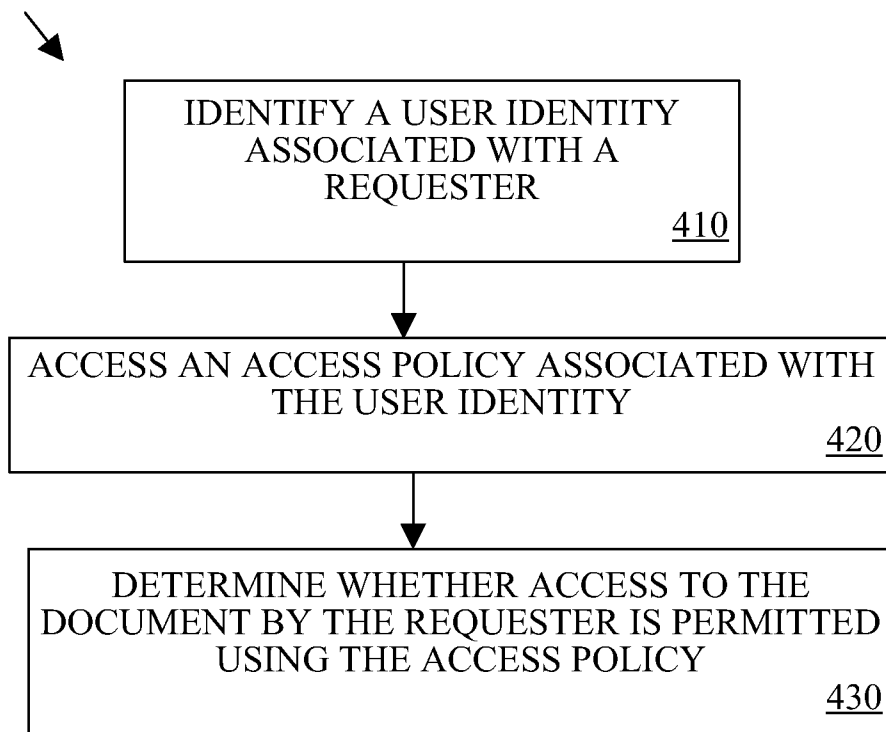 IDENTIFY A USER IDENTITY
ASSOCIATED WITH A
REQUESTER
410
ACCESS AN ACCESS POLICY ASSOCIATED WITH
THE USER IDENTITY
420
DETERMINE WHETHER ACCESS TO THE
DOCUMENT BY THE REQUESTER IS PERMITTED
USING THE ACCESS POLICY
430